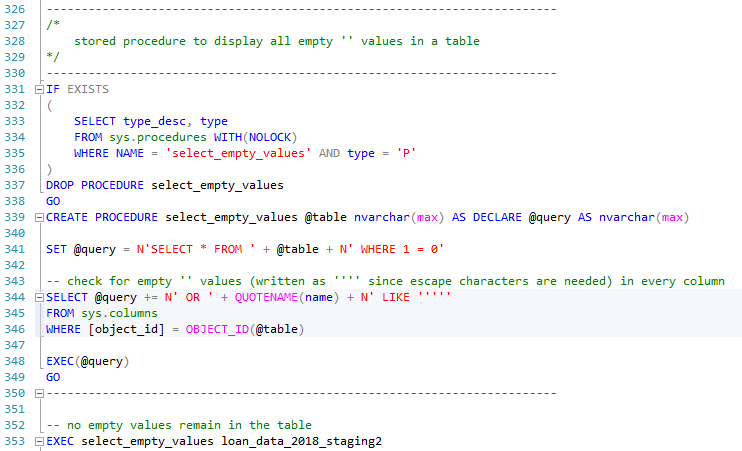 326 --------------------------------------------------------------------------
327 /*
328 stored procedure to display all empty '' values in a table
329 */
330 --------------------------------------------------------------------------
331 IF EXISTS
332 (
333 SELECT type_desc, type
334 FROM sys.procedures WITH(NOLOCK)
335 WHERE NAME = 'select_empty_values' AND type = 'P'
336 )
337 DROP PROCEDURE select_empty_values
338 GO
339 CREATE PROCEDURE select_empty_values @table nvarchar(max) AS DECLARE @query AS nvarchar(max)
340
341 SET @query = N'SELECT * FROM ' + @table + N' WHERE 1 = 0'
342
343 -- check for empty '' values (written as '''' since escape characters are needed) in every column
344 SELECT @query += N' OR ' + QUOTENAME(name) + N' LIKE '''''
345 FROM sys.columns
346 WHERE [object_id] = OBJECT_ID(@table)
347
348 EXEC(@query)
349 GO
350 --------------------------------------------------------------------------
351
352 -- no empty values remain in the table
353 EXEC select_empty_values loan_data_2018_staging2